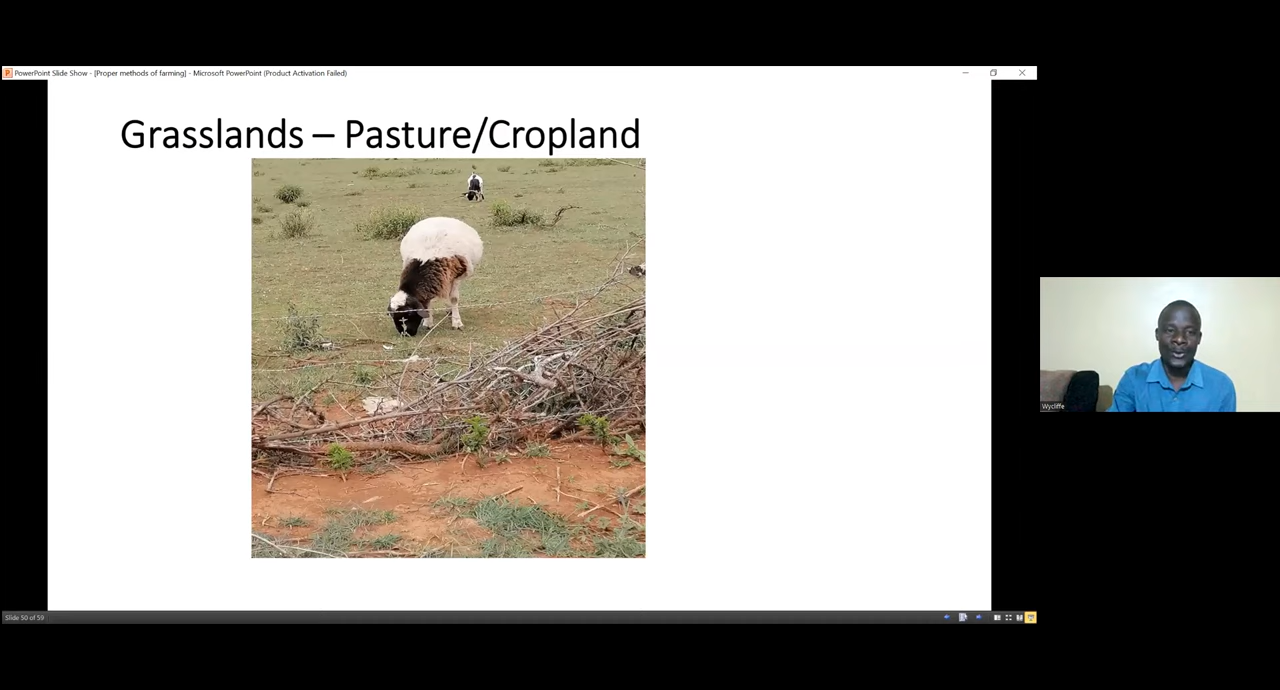 PowerPoint Slide Show - [Proper methods of farming] - Microsoft PowerPoint (Product Activation Failed)
Grasslands – Pasture/Cropland
Wycliffe
Slide 50 of 59